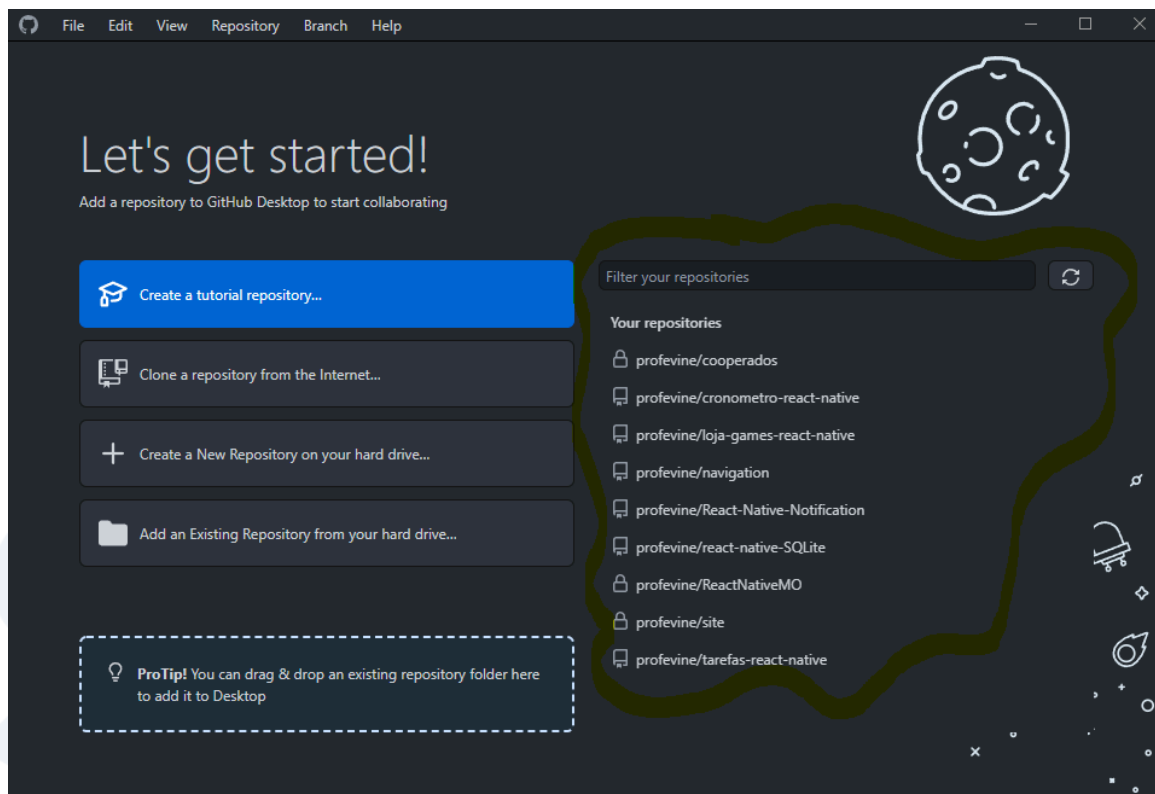 File Edit View Repository Branch Help
Let's get started!
Add a repository to GitHub Desktop to start collaborating
Create a tutorial repository...
Clone a repository from the Internet...
Create a New Repository on your hard drive...
Add an Existing Repository from your hard drive...
ProTip! You can drag & drop an existing repository folder here
to add it to Desktop
Filter your repositories
Your repositories
profevine/cooperados
profevine/cronometro-react-native
profevine/loja-games-react-native
profevine/navigation
profevine/React-Native-Notification
profevine/react-native-SQLite
profevine/ReactNativeMO
profevine/site
profevine/tarefas-react-native